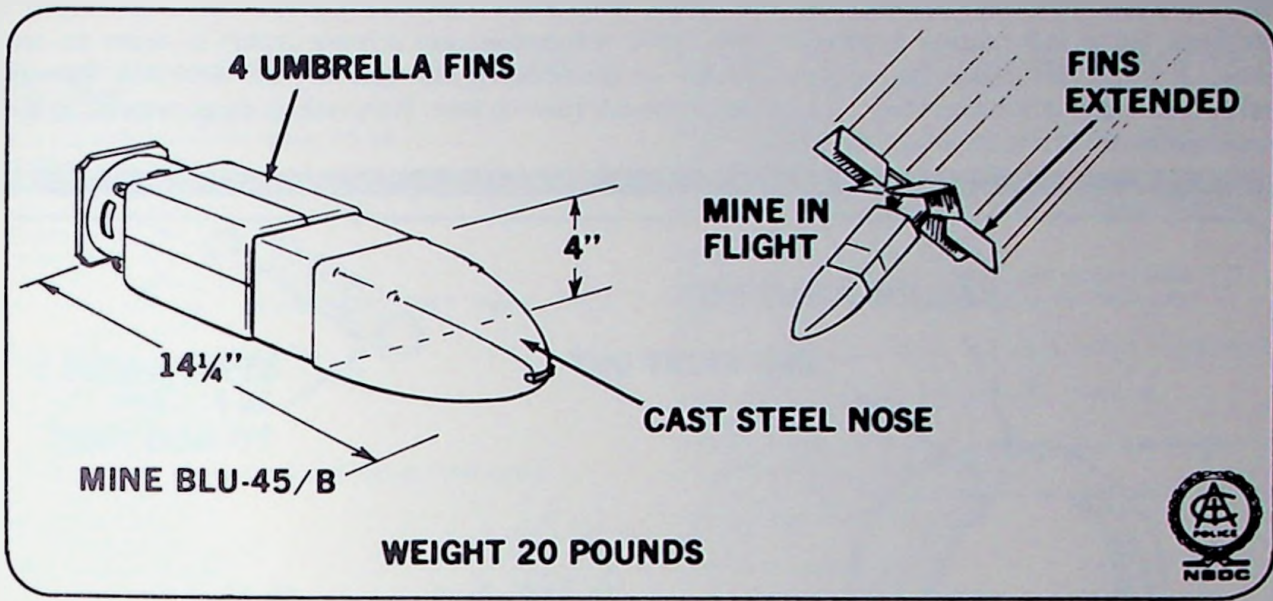 4 UMBRELLA FINS
FINS
EXTENDED
MINE IN
FLIGHT
4”
14¼”
CAST STEEL NOSE
MINE BLU-45/B
WEIGHT 20 POUNDS
POLICE
NBDC